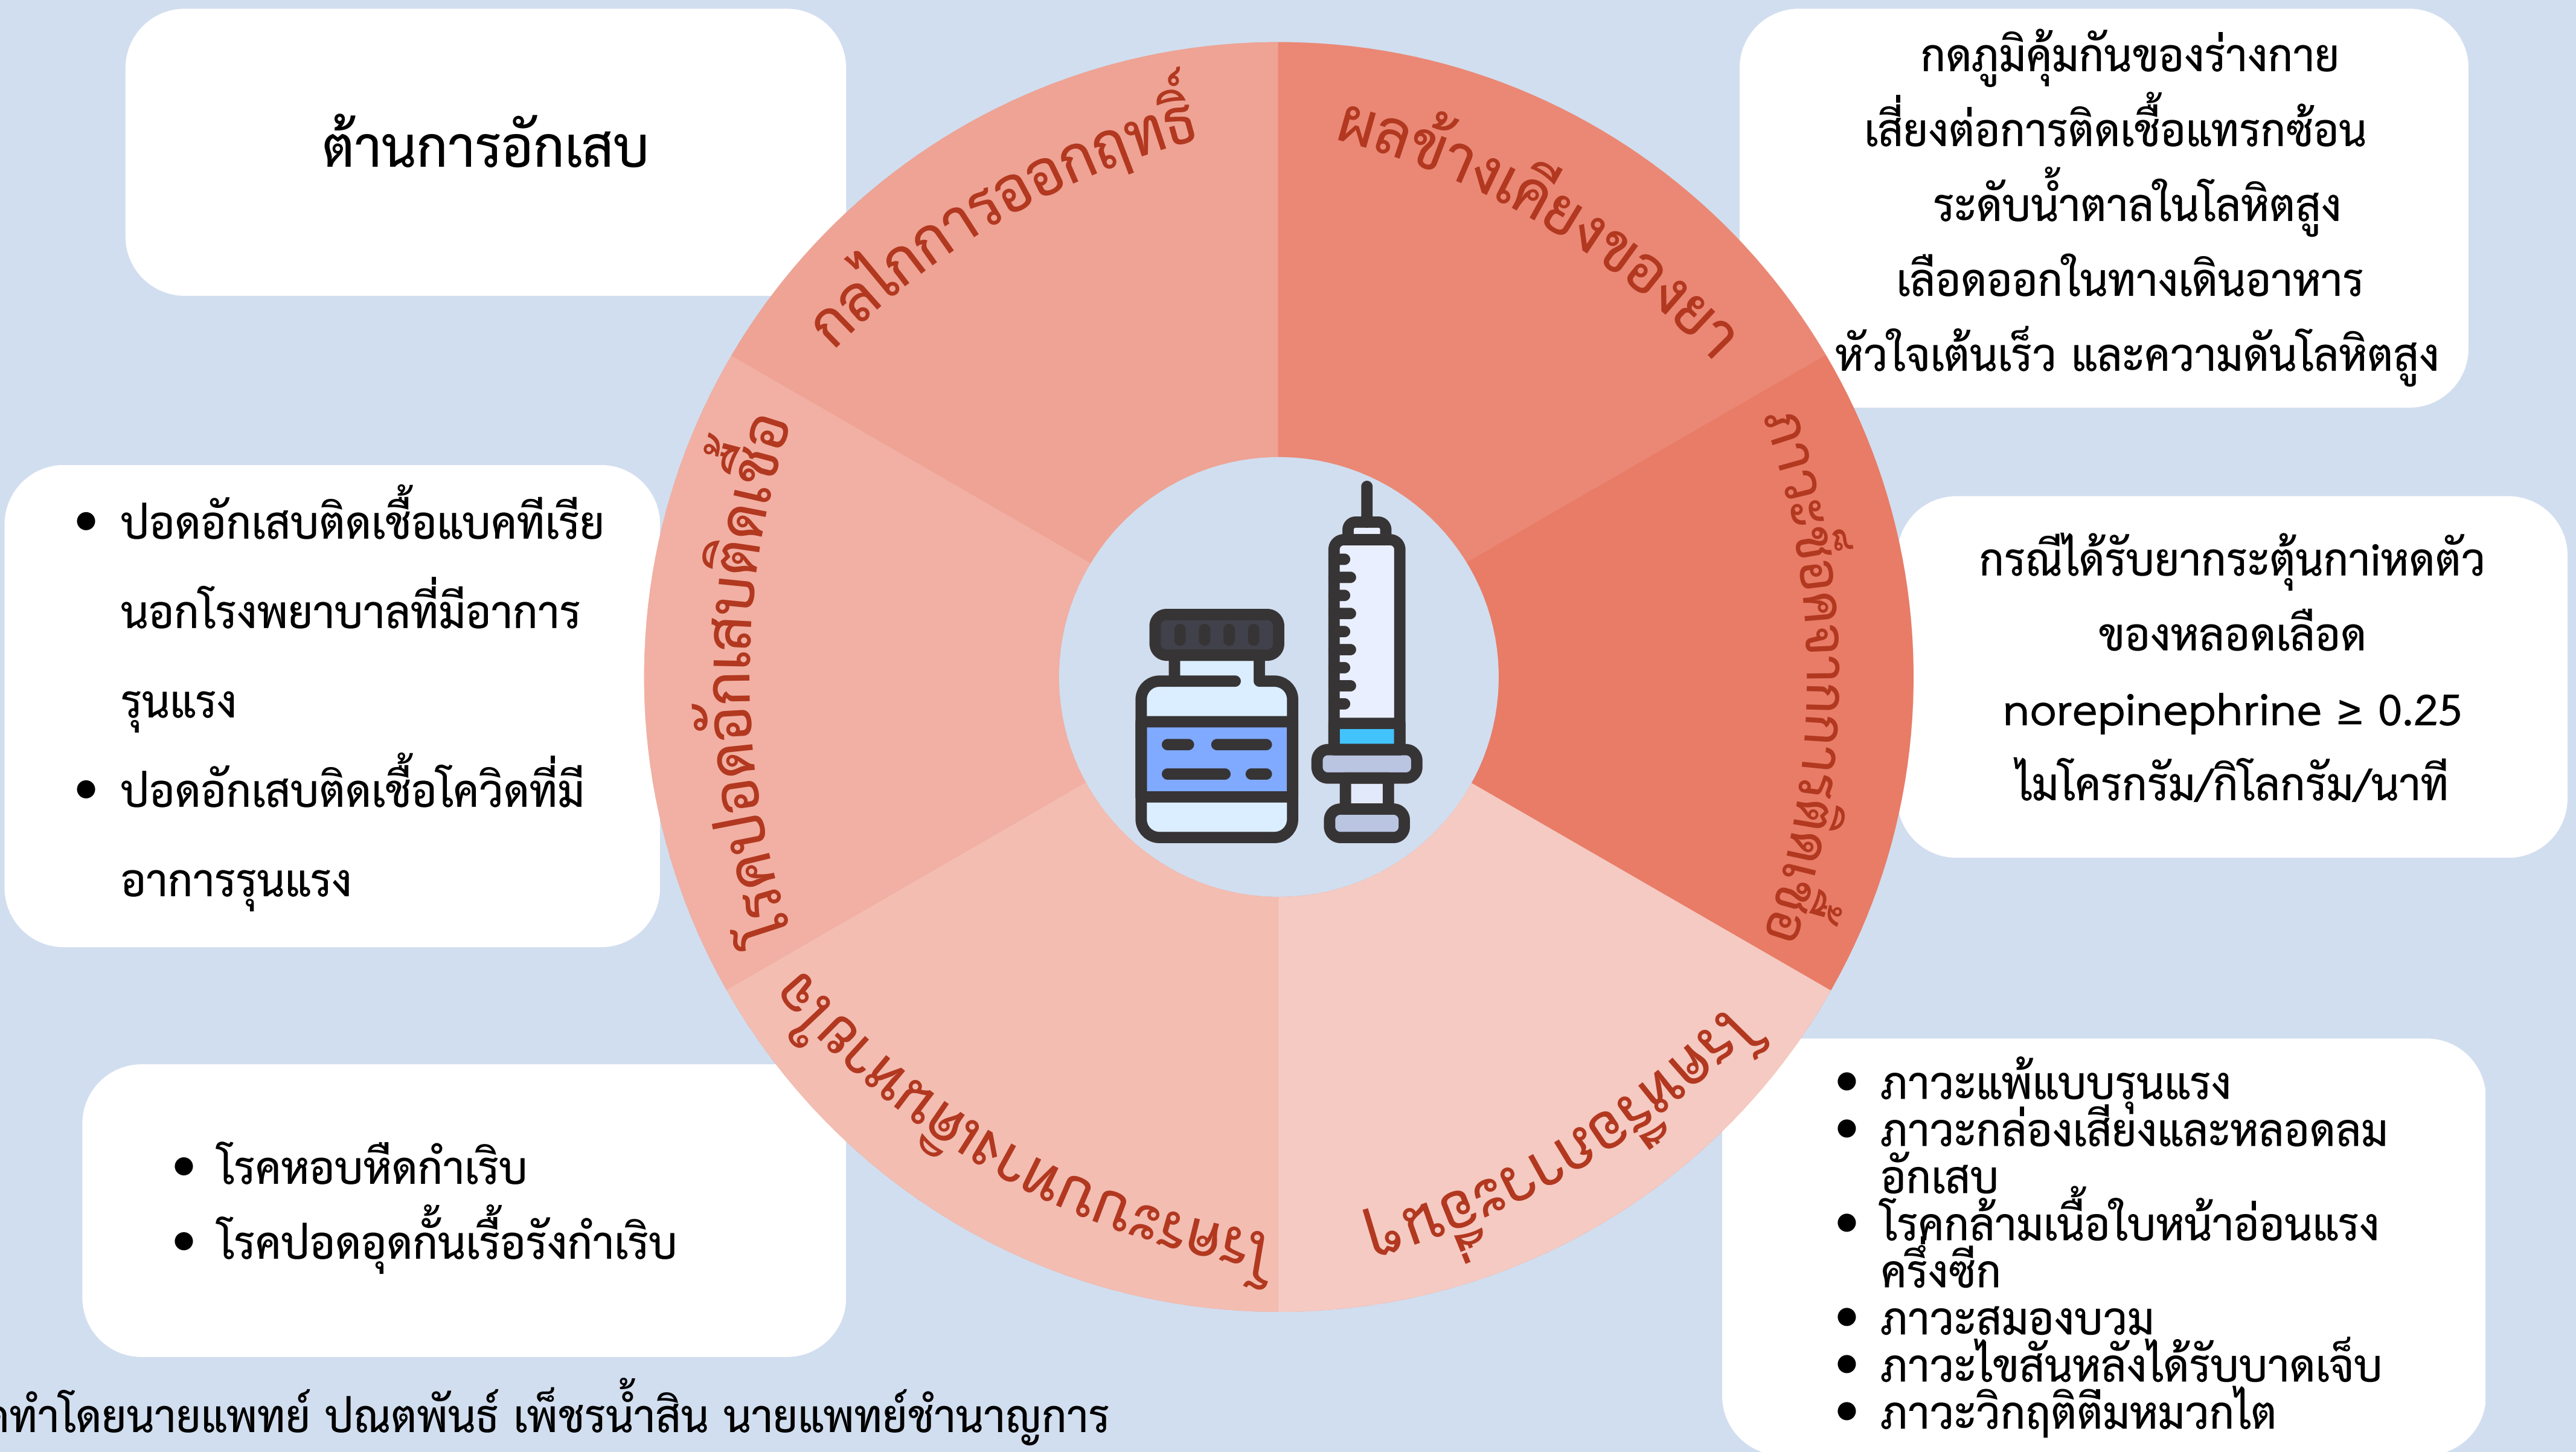 ต้านการอักเสบ
กลไกการออกฤทธิ์
ผลข้างเคียงของยา
กดภูมิคุ้มกันของร่างกาย
เสี่ยงต่อการติดเชื้อแทรกซ้อน
ระดับน้ำตาลในโลหิตสูง
เลือดออกในทางเดินอาหาร
หัวใจเต้นเร็ว และความดันโลหิตสูง
• ปอดอักเสบติดเชื้อแบคทีเรีย
นอกโรงพยาบาลที่มีอาการ
รุนแรง
• ปอดอักเสบติดเชื้อโควิดที่มี
อาการรุนแรง
โรคปอดอักเสบติดเชื้อ
ภาวะช็อคจากการติดเชื้อ
กรณีได้รับยากระตุ้นกาiหดตัว
ของหลอดเลือด
norepinephrine ≥ 0.25
ไมโครกรัม/กิโลกรัม/นาที
• โรคหอบหืดกำเริบ
• โรคปอดอุดกั้นเรื้อรังกำเริบ
โรคระบบทางเดินหายใจ
โรคหรือภาวะอื่นๆ
• ภาวะแพ้แบบรุนแรง
• ภาวะกล่องเสียงและหลอดลม
อักเสบ
• โรคกล้ามเนื้อใบหน้าอ่อนแรง
ครึ่งซีก
• ภาวะสมองบวม
• ภาวะไขสันหลังได้รับบาดเจ็บ
• ภาวะวิกฤติต่อมหมวกไต
ทำโดยนายแพทย์ ปณตพันธ์ เพ็ชรน้ำสิน นายแพทย์ชำนาญการ